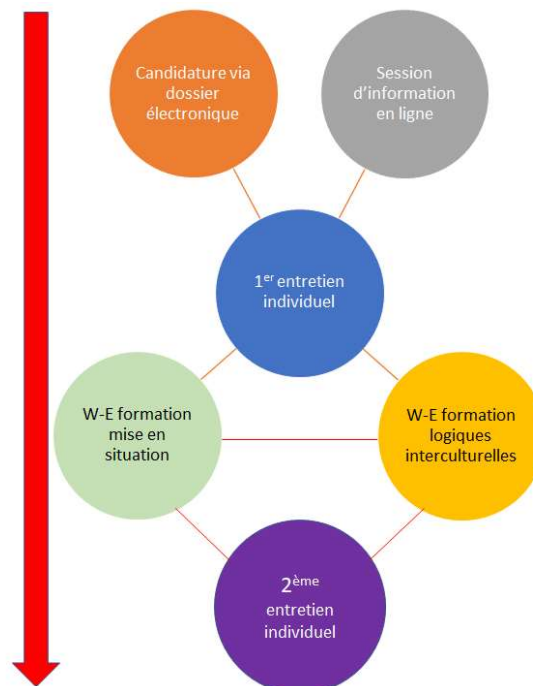 Candidature via
dossier
électronique
Session
d'information
en ligne
1er entretien
individuel
W-E formation
mise en
situation
W-E formation
logiques
interculturelles
2ème
entretien
individuel